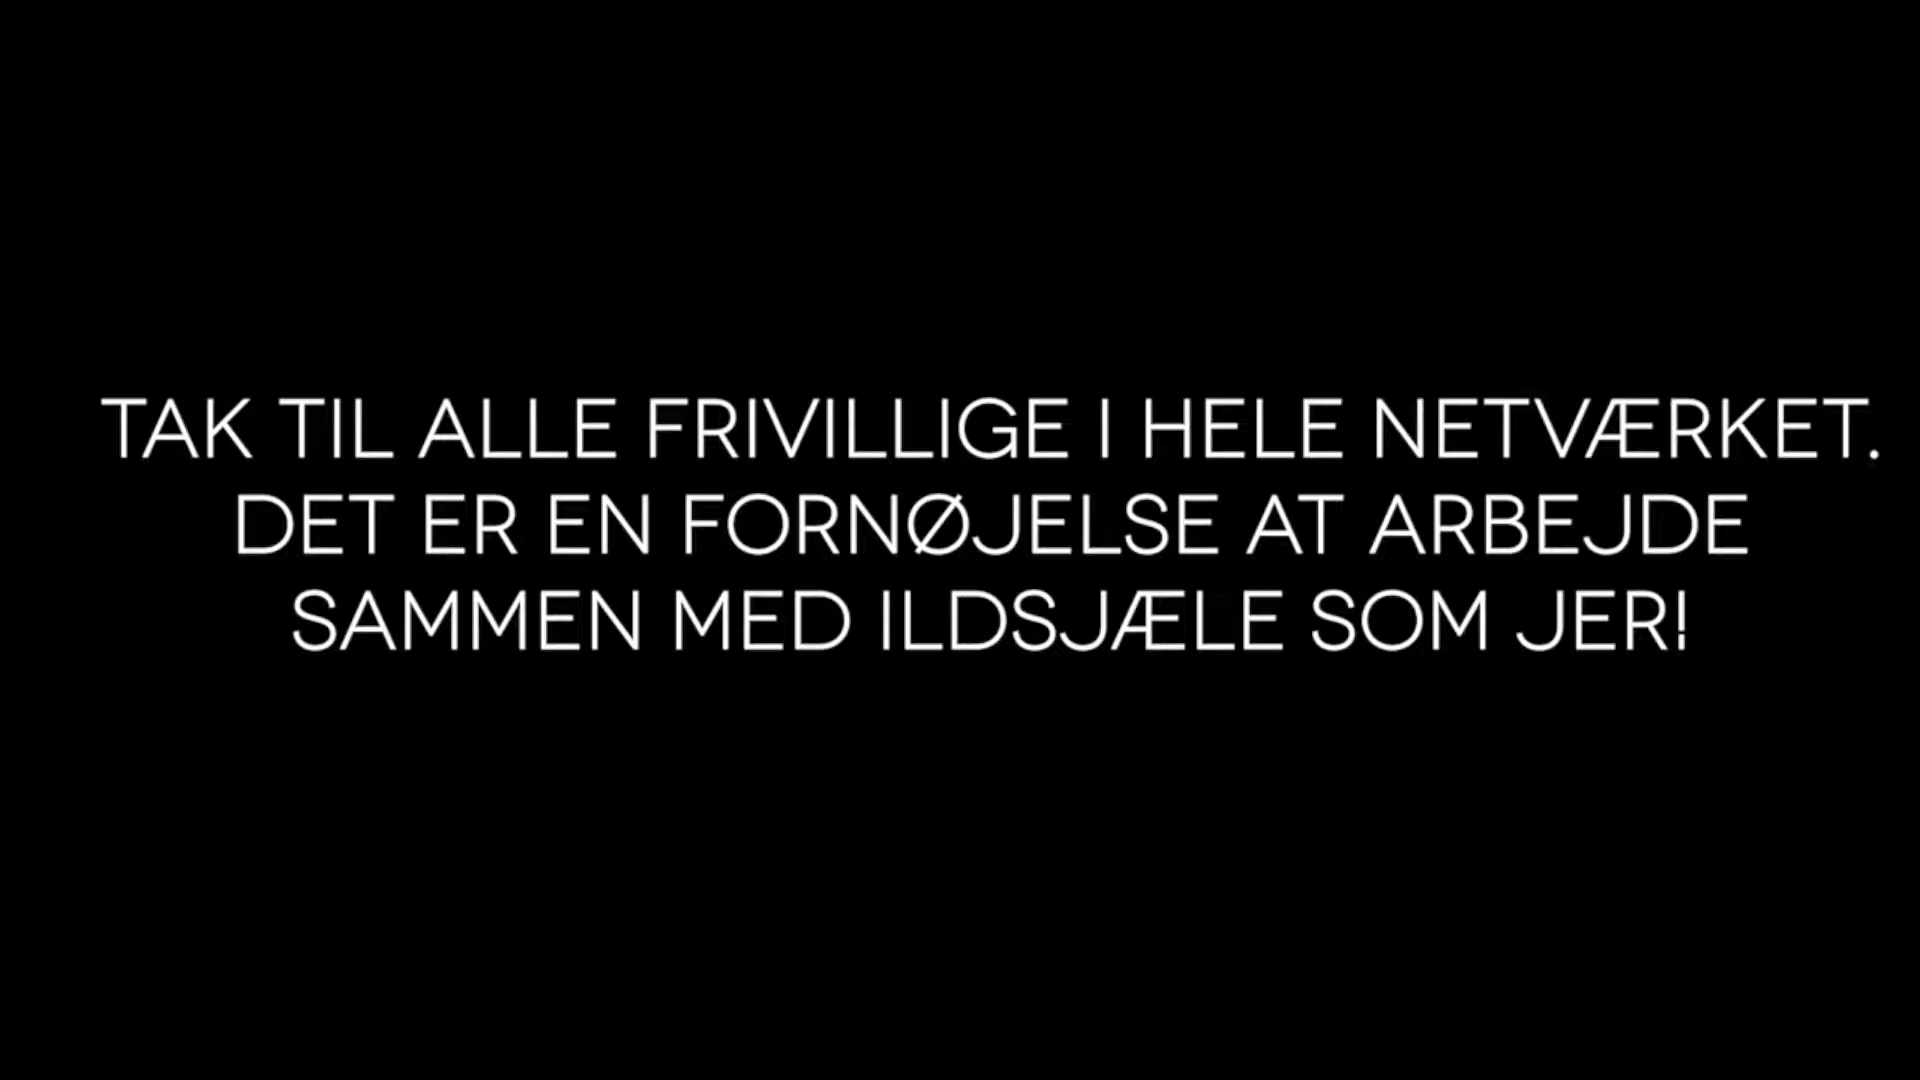 TAK TIL ALLE FRIVILLIGE I HELE NETVÆRKET.
DET ER EN FORNØJELSE AT ARBEJDE
SAMMEN MED ILDSJÆLE SOM JER!